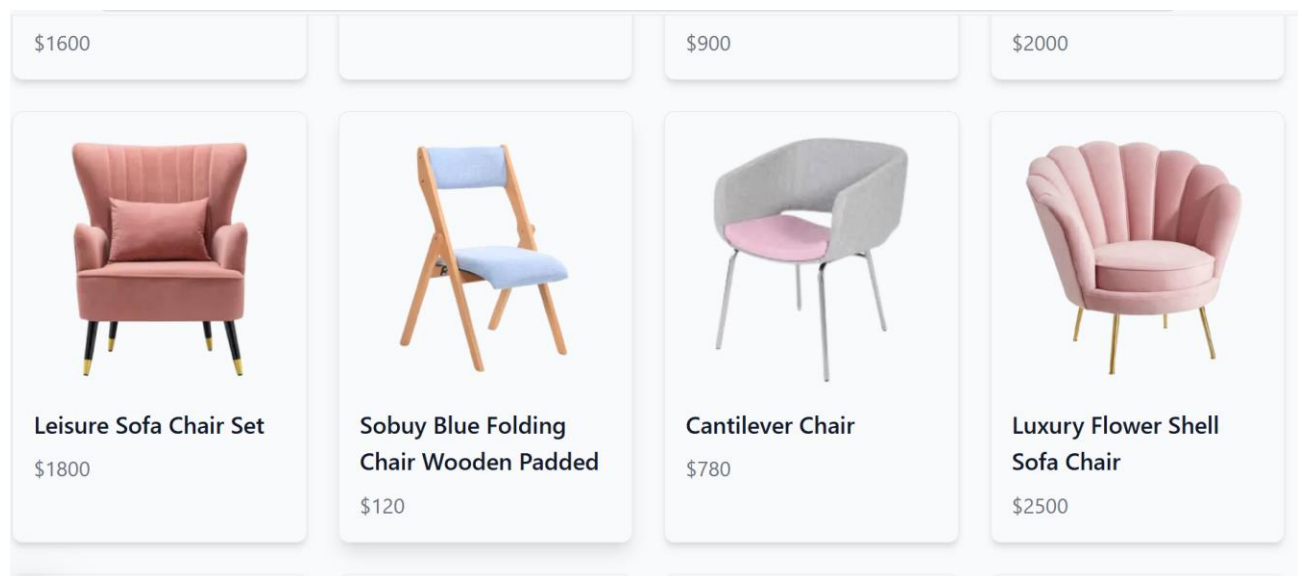 $1600
$900
$2000
Leisure Sofa Chair Set
$1800
Sobuy Blue Folding
Chair Wooden Padded
$120
Cantilever Chair
$780
Luxury Flower Shell
Sofa Chair
$2500